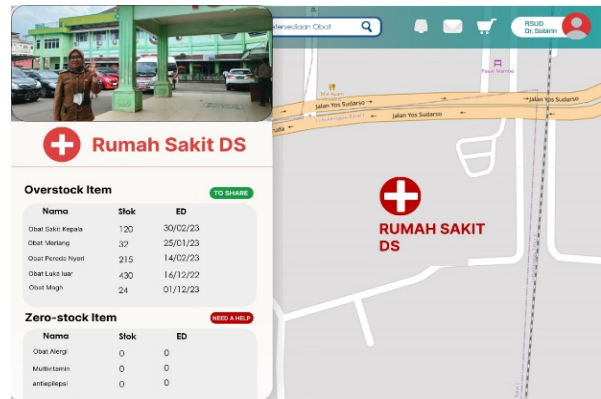 Obat
RSUD
Dr. Sobirin
Rumah Sakit DS
Overstock Item
TO SHARE
Nama Stok ED
Obat Sakit Kepala 120 30/02/23
Obat Meriang 32 25/01/23
Obat Pereda Nyeri 215 14/02/23
Obat Luka luar 430 16/12/22
Obat Magh 24 01/12/23
Zero-stock Item
NEED A HELP
Nama Stok ED
Obat Alergi 0 0
Multivitamin 0 0
antiepilepsi 0 0
Jalan Yos Sudarso →
→ Jalan Yos Sudarso
Jalan Yos Sudarso
RUMAH SAKIT
DS